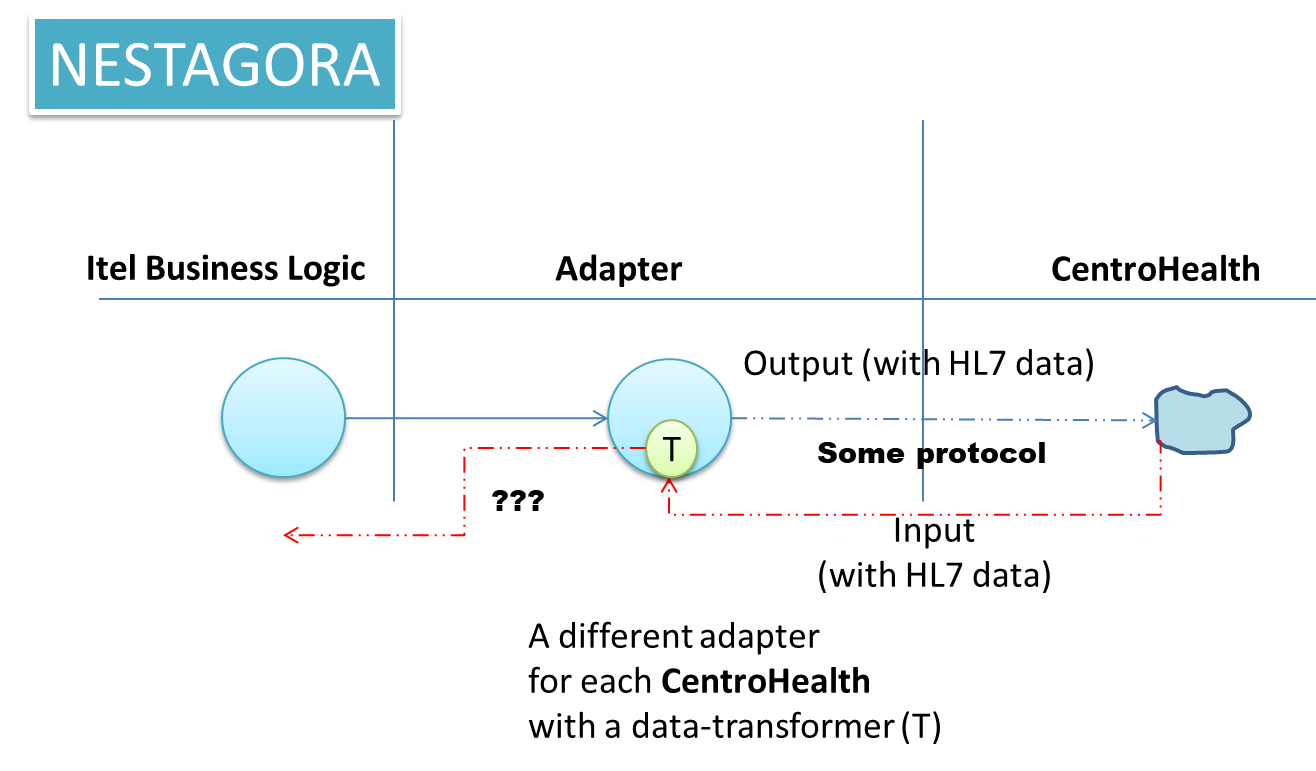 NESTAGORA
Itel Business Logic
Adapter
CentroHealth
Output (with HL7 data)
T
Some protocol
???
Input
(with HL7 data)
A different adapter
for each CentroHealth
with a data-transformer (T)